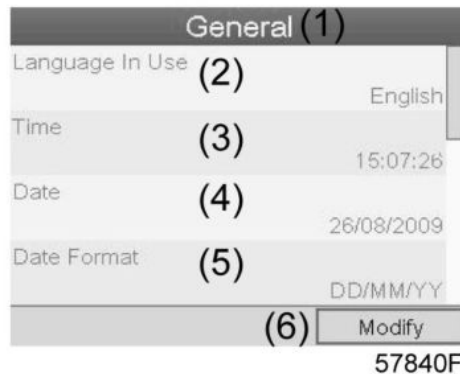 General (1)
Language In Use (2)
English
Time (3)
15:07:26
Date (4)
26/08/2009
Date Format (5)
DD/MM/YY
(6) Modify
57840F